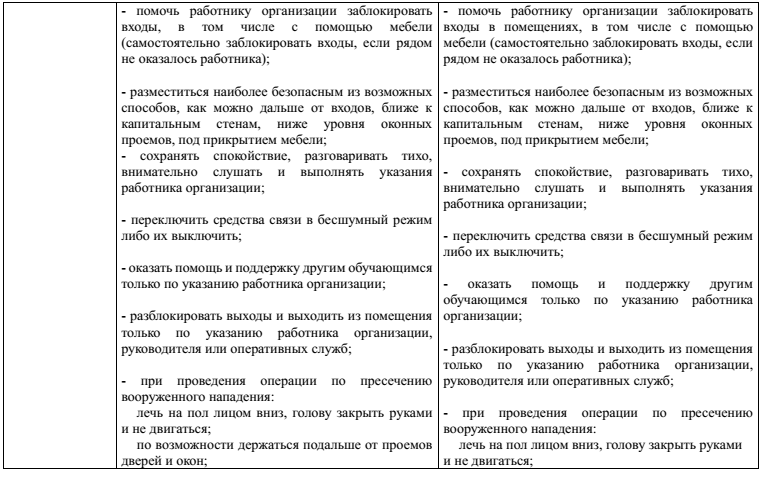 - помочь работнику организации заблокировать
входы, в том числе с помощью мебели
(самостоятельно заблокировать входы, если рядом
не оказалось работника);
- разместиться наиболее безопасным из возможных
способов, как можно дальше от входов, ближе к
капитальным стенам, ниже уровня оконных
проемов, под прикрытием мебели;
- сохранять спокойствие, разговаривать тихо,
внимательно слушать и выполнять указания
работника организации;
- переключить средства связи в бесшумный режим
либо их выключить;
- оказать помощь и поддержку другим обучающимся
только по указанию работника организации;
- разблокировать выходы и выходить из помещения
только по указанию работника организации,
руководителя или оперативных служб;
- при проведения операции по пресечению
вооруженного нападения:
лечь на пол лицом вниз, голову закрыть руками
и не двигаться;
по возможности держаться подальше от проемов
дверей и окон;
- помочь работнику организации заблокировать
входы в помещениях, в том числе с помощью
мебели (самостоятельно заблокировать входы, если
рядом не оказалось работника);
- разместиться наиболее безопасным из возможных
способов, как можно дальше от входов, ближе к
капитальным стенам, ниже уровня оконных
проемов, под прикрытием мебели;
- сохранять спокойствие, разговаривать тихо,
внимательно слушать и выполнять указания
работника организации;
- переключить средства связи в бесшумный режим
либо их выключить;
- оказать помощь и поддержку другим
обучающимся только по указанию работника
организации;
- разблокировать выходы и выходить из помещения
только по указанию работника организации,
руководителя или оперативных служб;
- при проведения операции по пресечению
вооруженного нападения:
лечь на пол лицом вниз, голову закрыть руками
и не двигаться;